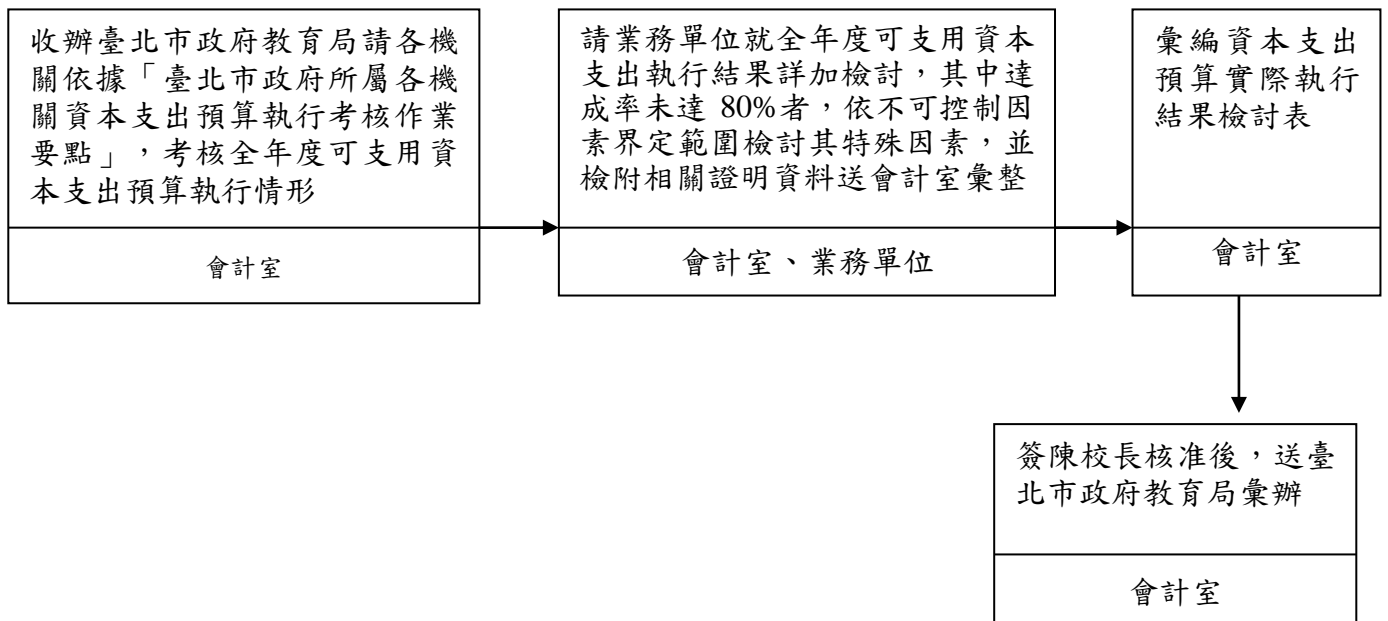 收辦臺北市政府教育局請各機
關依據「臺北市政府所屬各機
關資本支出預算執行考核作業
要點」，考核全年度可支用資
本支出預算執行情形
會計室
請業務單位就全年度可支用資本
支出執行結果詳加檢討，其中達
成率未達 80%者，依不可控制因
素界定範圍檢討其特殊因素，並
檢附相關證明資料送會計室彙整
會計室、業務單位
彙編資本支出
預算實際執行
結果檢討表
會計室
簽陳校長核准後，送臺
北市政府教育局彙辦
會計室